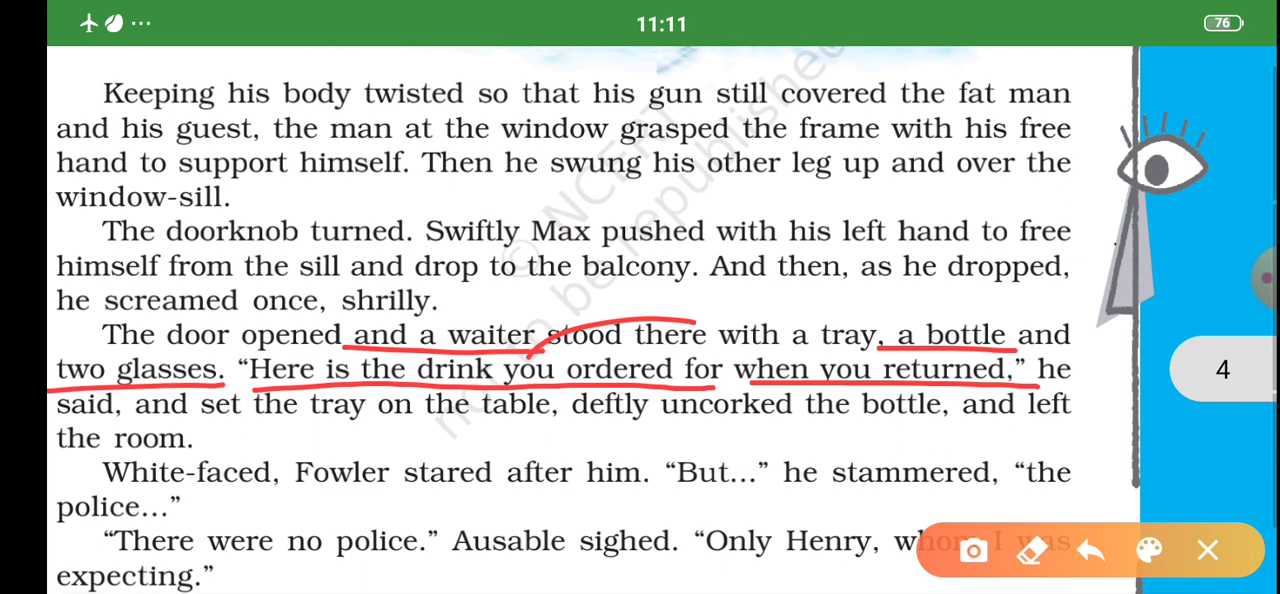 11:11
76
Keeping his body twisted so that his gun still covered the fat man
and his guest, the man at the window grasped the frame with his free
hand to support himself. Then he swung his other leg up and over the
window-sill.
The doorknob turned. Swiftly Max pushed with his left hand to free
himself from the sill and drop to the balcony. And then, as he dropped,
he screamed once, shrilly.
The door opened and a waiter stood there with a tray, a bottle and
two glasses. “Here is the drink you ordered for when you returned,” he
said, and set the tray on the table, deftly uncorked the bottle, and left
the room.
White-faced, Fowler stared after him. “But...” he stammered, “the
police...”
“There were no police.” Ausable sighed. “Only Henry, whom I was
expecting.”
4
© NCERT
not to be republished